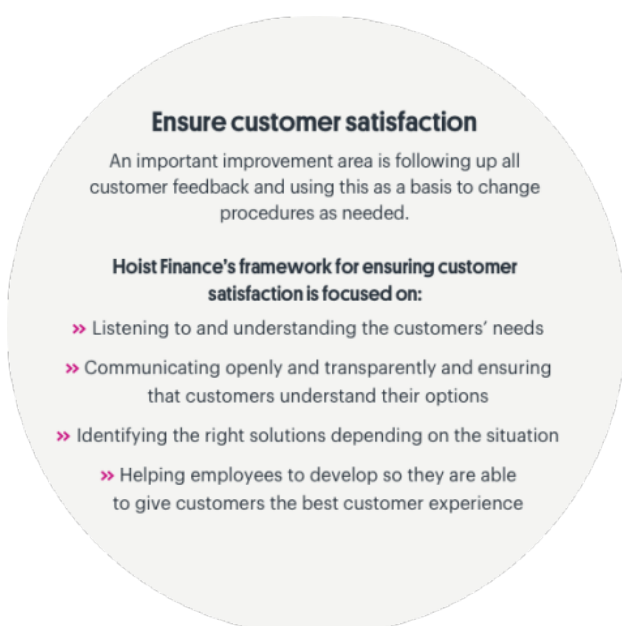 Ensure customer satisfaction
An important improvement area is following up all
customer feedback and using this as a basis to change
procedures as needed.
Hoist Finance's framework for ensuring customer
satisfaction is focused on:
» Listening to and understanding the customers' needs
» Communicating openly and transparently and ensuring
that customers understand their options
» Identifying the right solutions depending on the situation
» Helping employees to develop so they are able
to give customers the best customer experience